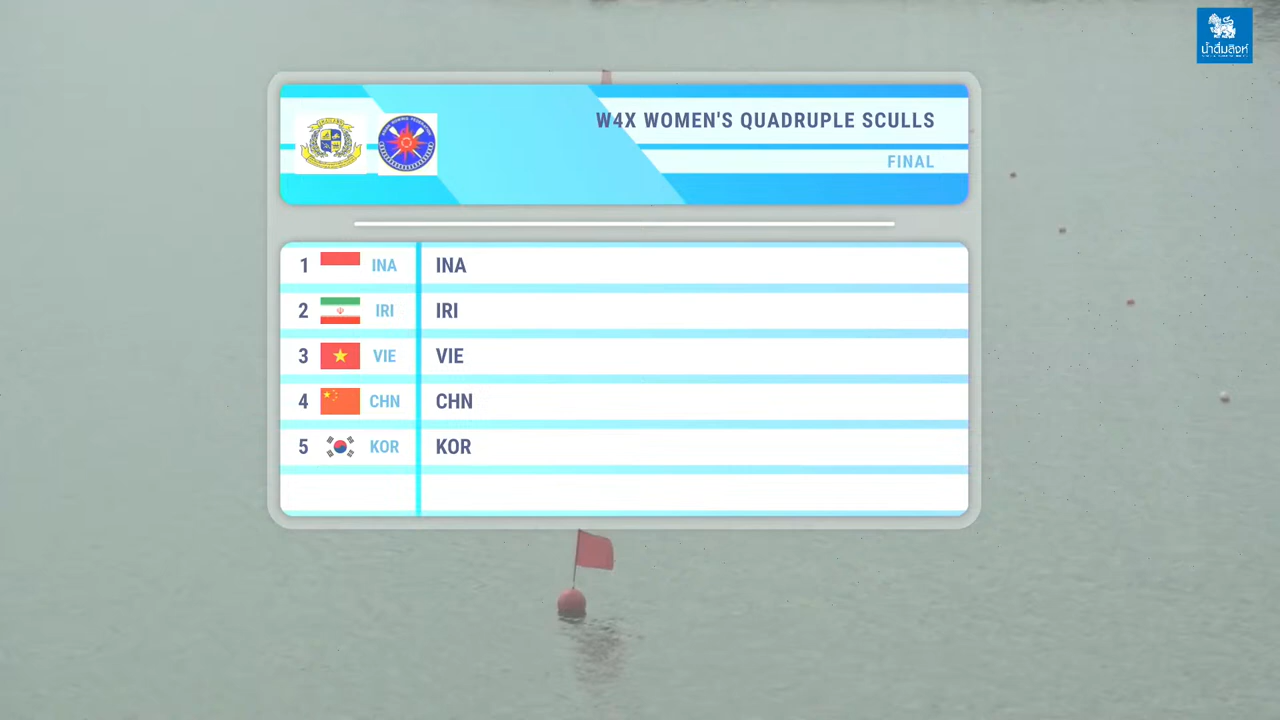 น้ำดื่มสิงห์
W4X WOMEN'S QUADRUPLE SCULLS
FINAL
1 INA INA
2 IRI IRI
3 VIE VIE
4 CHN CHN
5 KOR KOR